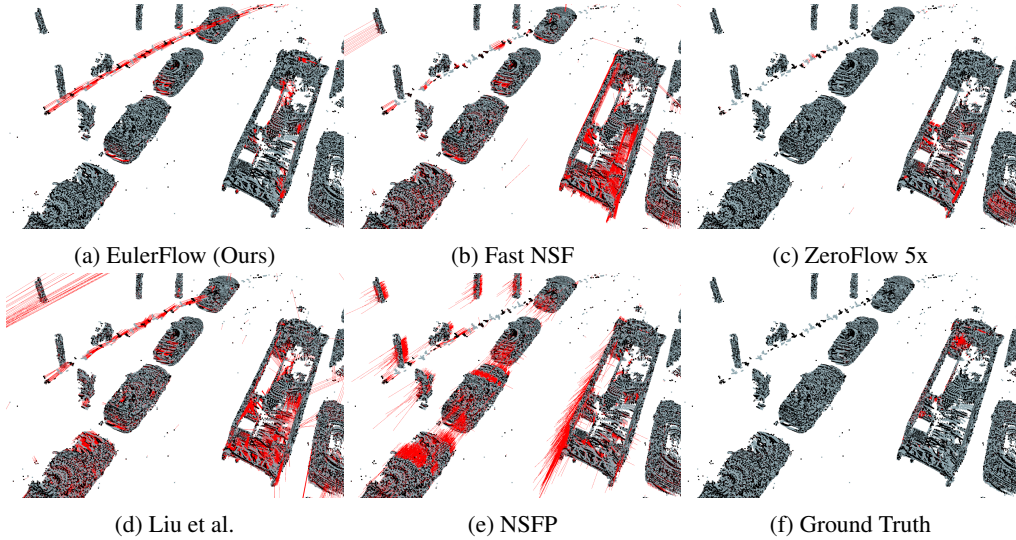 (a) EulerFlow (Ours)
(b) Fast NSF
(c) ZeroFlow 5x
(d) Liu et al.
(e) NSFP
(f) Ground Truth